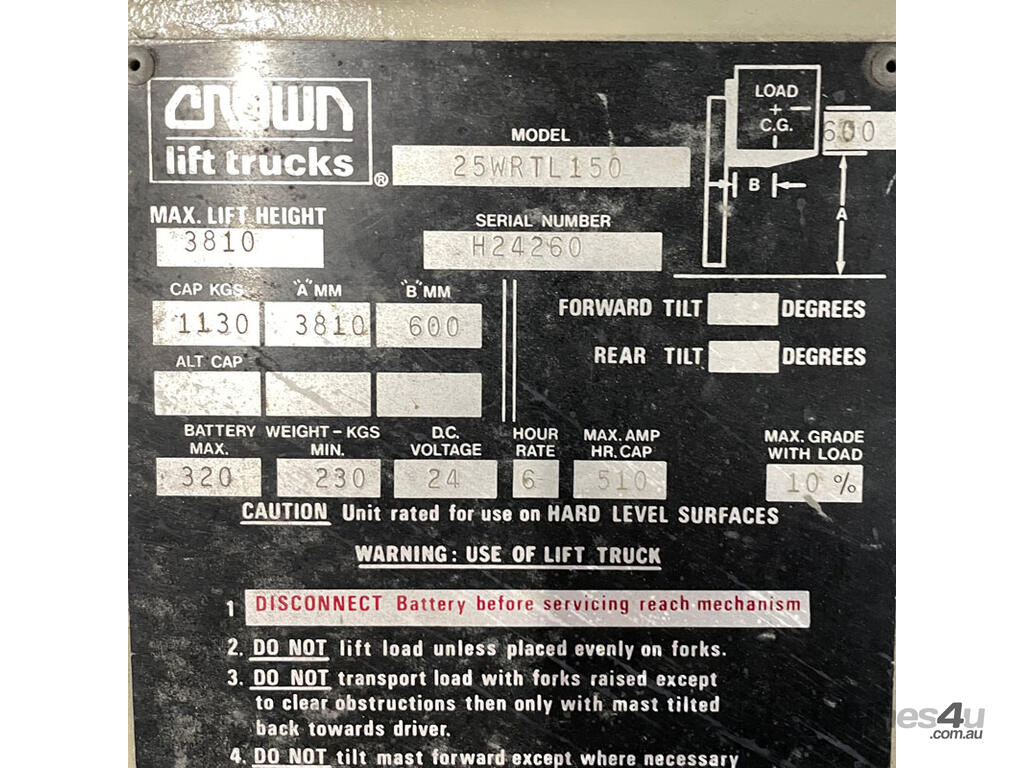 CROWN
lift trucks
®
MODEL
25WRTL150
LOAD
C.G.
600
B
A
MAX. LIFT HEIGHT
3810
SERIAL NUMBER
H24260
CAP KGS "A" MM "B" MM
1130 3810 600
ALT CAP
FORWARD TILT DEGREES
REAR TILT DEGREES
BATTERY WEIGHT-KGS D.C. HOUR MAX. AMP MAX. GRADE
MAX. MIN. VOLTAGE RATE HR. CAP WITH LOAD
320 230 24 6 510 10 %
CAUTION Unit rated for use on HARD LEVEL SURFACES
WARNING: USE OF LIFT TRUCK
1 DISCONNECT Battery before servicing reach mechanism
2. DO NOT lift load unless placed evenly on forks.
3. DO NOT transport load with forks raised except
to clear obstructions then only with mast tilted
back towards driver.
4. DO NOT tilt mast forward except where necessary
nes4u
.com.au